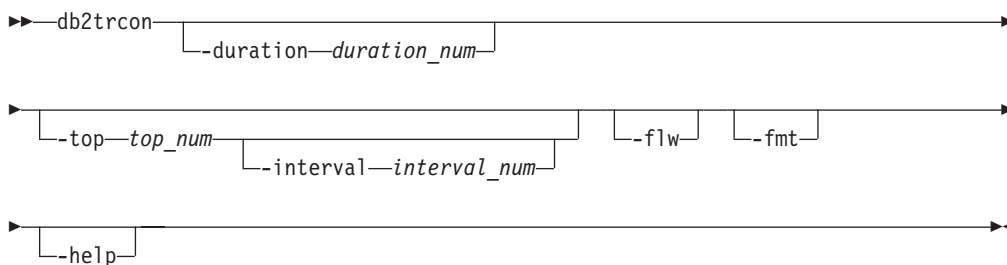 db2trcon
-duration duration_num
-top top_num -flw -fmt
-interval interval_num
-help